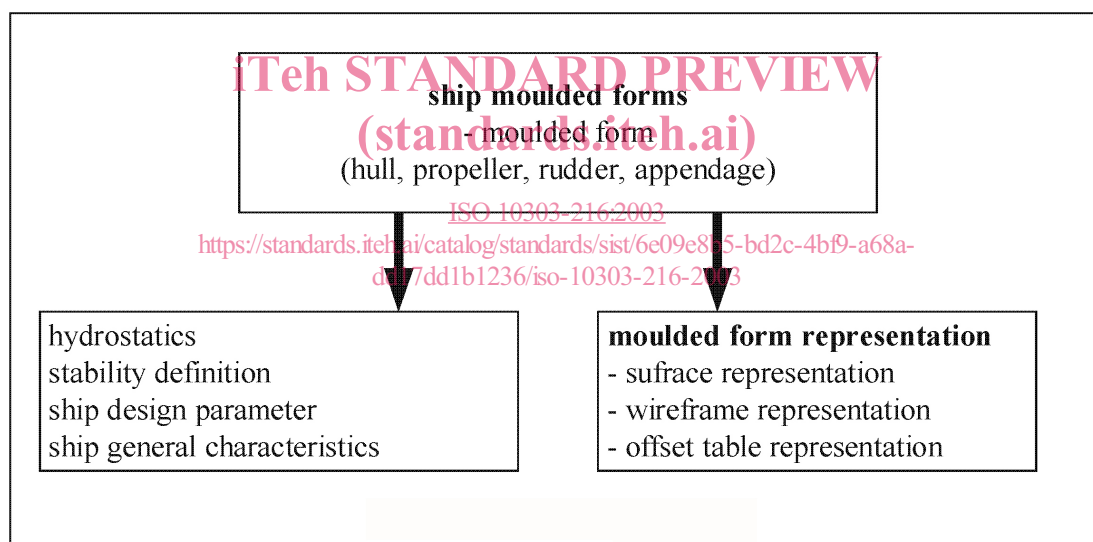 iTeh STANDARD PREVIEW
ship moulded forms
(standards.iteh.ai)
- moulded form
(hull, propeller, rudder, appendage)
ISO 10303-216:2003
https://standards.iteh.ai/catalog/standards/sist/6e09e8b5-bd2c-4bf9-a68a-
7dd1b1236/iso-10303-216-2003
hydrostatics
stability definition
ship design parameter
ship general characteristics
moulded form representation
- sufrace representation
- wireframe representation
- offset table representation